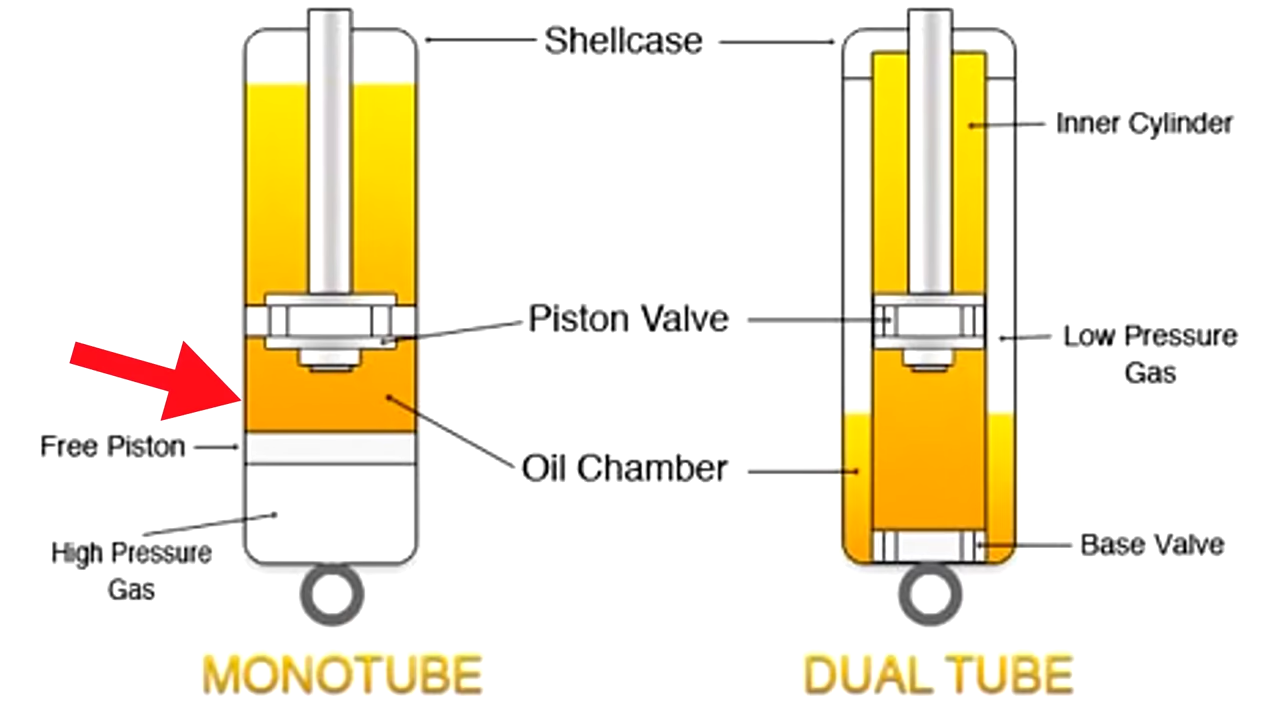 Shellcase
Inner Cylinder
Piston Valve
Low Pressure
Gas
Free Piston
Oil Chamber
High Pressure
Gas
Base Valve
MONOTUBE
DUAL TUBE